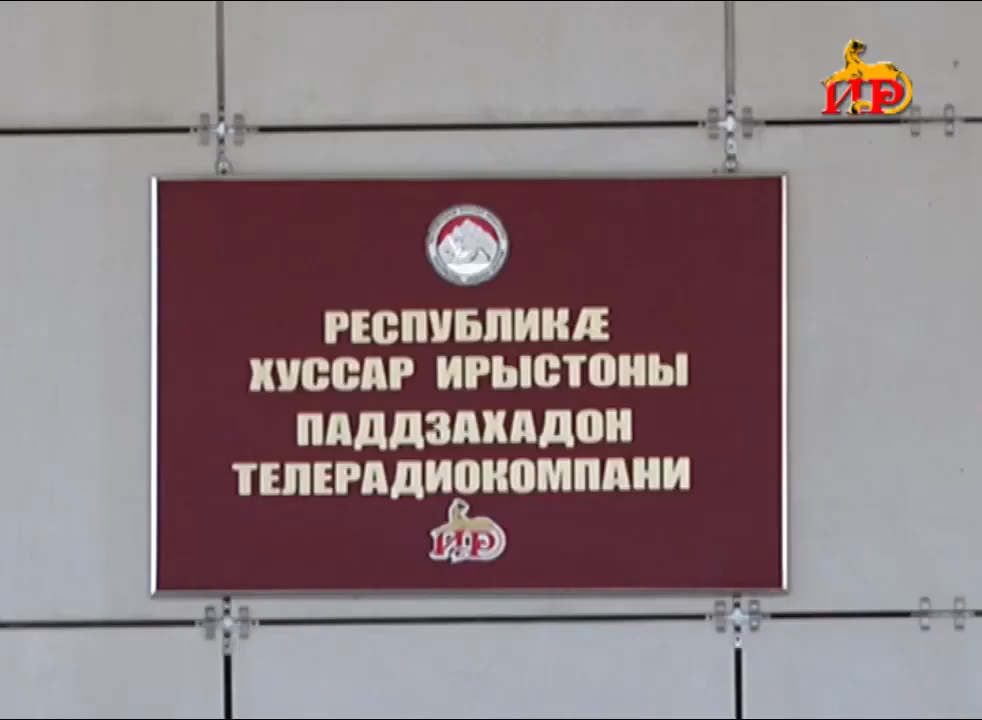 ИР
РЕСПУБЛИКÆ
ХУССАР ИРЫСТОНЫ
ПАДДЗАХАДОН
ТЕЛЕРАДИОКОМПАНИ
ИР